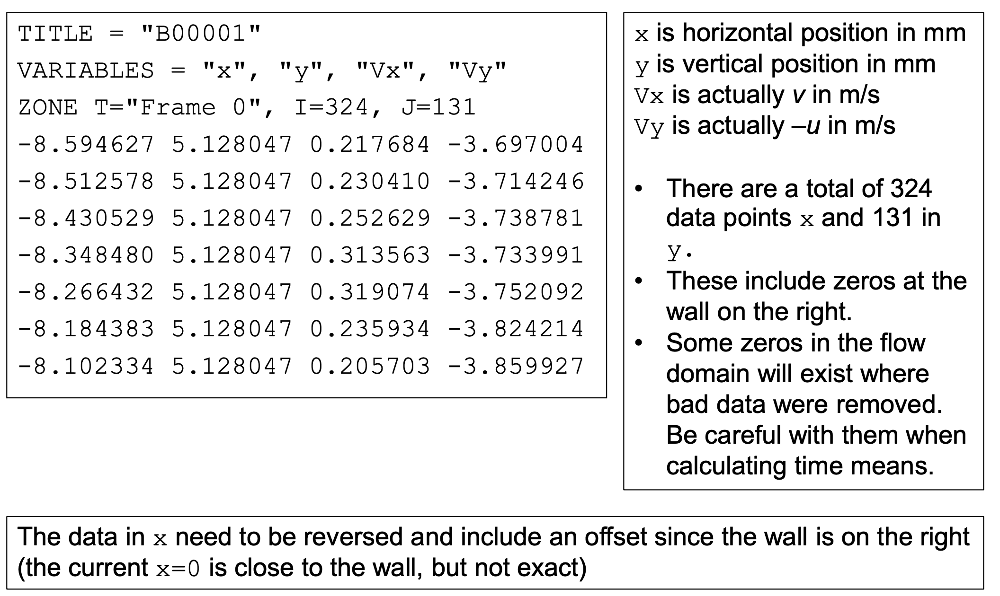 TITLE = "B00001"
VARIABLES = "x", "y", "Vx", "Vy"
ZONE T="Frame 0", I=324, J=131
-8.594627 5.128047 0.217684 -3.697004
-8.512578 5.128047 0.230410 -3.714246
-8.430529 5.128047 0.252629 -3.738781
-8.348480 5.128047 0.313563 -3.733991
-8.266432 5.128047 0.319074 -3.752092
-8.184383 5.128047 0.235934 -3.824214
-8.102334 5.128047 0.205703 -3.859927
x is horizontal position in mm
y is vertical position in mm
Vx is actually v in m/s
Vy is actually –u in m/s
• There are a total of 324
data points x and 131 in
y.
• These include zeros at the
wall on the right.
• Some zeros in the flow
domain will exist where
bad data were removed.
Be careful with them when
calculating time means.
The data in x need to be reversed and include an offset since the wall is on the right
(the current x=0 is close to the wall, but not exact)